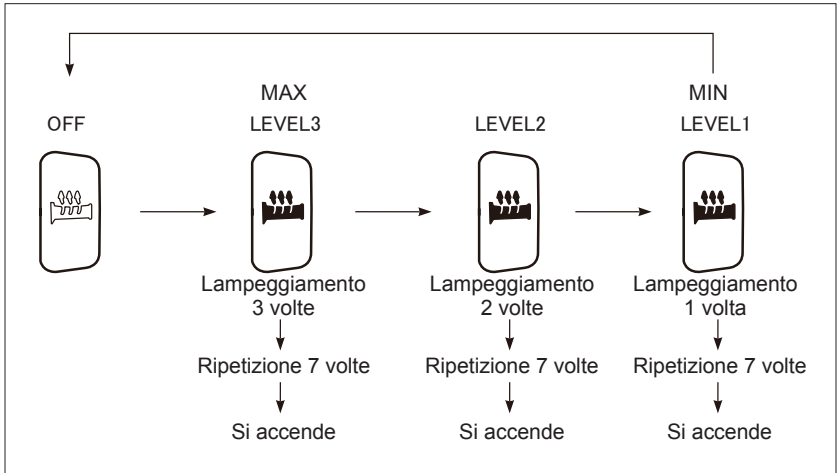 MAX
MIN
OFF
LEVEL3
LEVEL2
LEVEL1
Lampeggiamento
3 volte
Lampeggiamento
2 volte
Lampeggiamento
1 volta
Ripetizione 7 volte
Ripetizione 7 volte
Ripetizione 7 volte
Si accende
Si accende
Si accende